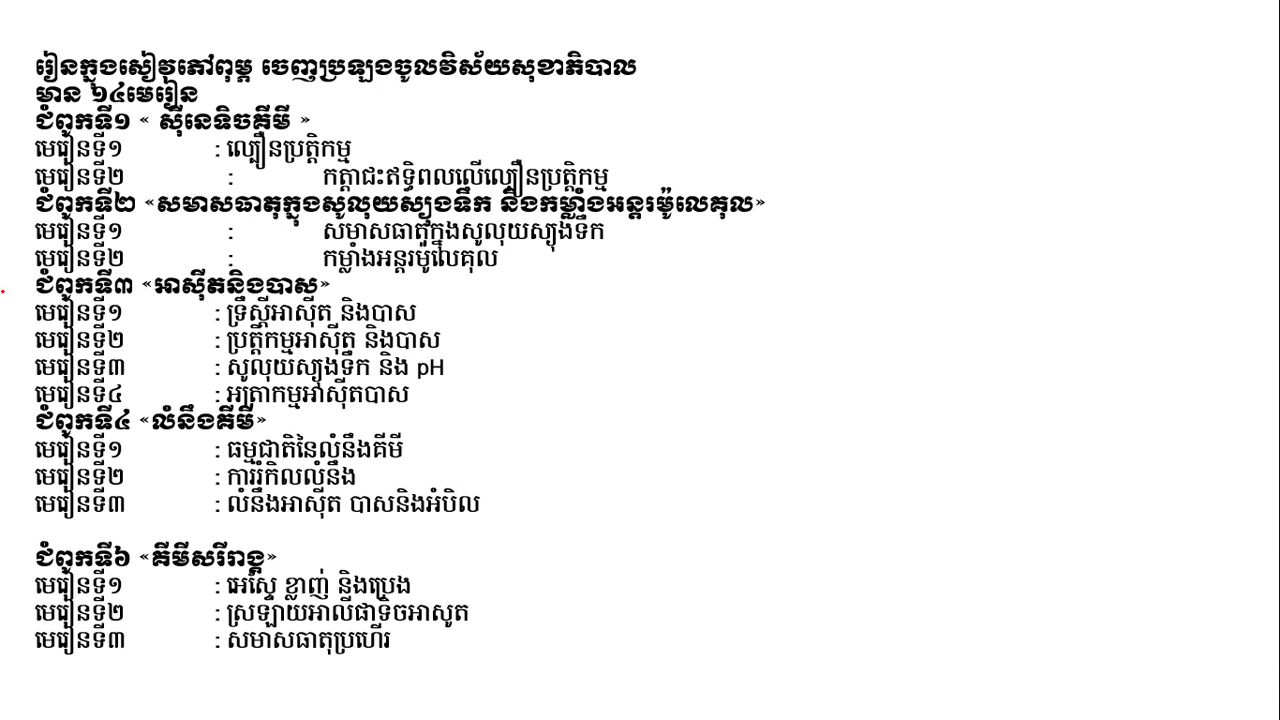 រៀនក្នុងសៀវភៅពុម្ព ចេញប្រឡងចូលវិស័យសុខាភិបាល
មាន ១៤មេរៀន
ជំពូកទី១ « ស៊ីនេទិចគីមី »
មេរៀនទី១ : ល្បឿនប្រតិ្តកម្ម
មេរៀនទី២ : កត្តាជះឥទ្ធិពលលើល្បឿនប្រតិ្តកម្ម
ជំពូកទី២ «សមាសធាតុក្នុងសូលុយស្យុងទឹក និងកម្លាំងអន្តរម៉ូលេគុល»
មេរៀនទី១ : សមាសធាតុក្នុងសូលុយស្យុងទឹក
មេរៀនទី២ : កម្លាំងអន្តរម៉ូលេគុល
ជំពូកទី៣ «អាស៊ីតនិងបាស»
មេរៀនទី១ : ទ្រឹស្តីអាស៊ីត និងបាស
មេរៀនទី២ : ប្រតិ្តកម្មអាស៊ីត និងបាស
មេរៀនទី៣ : សូលុយស្យុងទឹក និង pH
មេរៀនទី៤ : អត្រាកម្មអាស៊ីតបាស
ជំពូកទី៤ «លំនឹងគីមី»
មេរៀនទី១ : ធម្មជាតិនៃលំនឹងគីមី
មេរៀនទី២ : ការរំកិលលំនឹង
មេរៀនទី៣ : លំនឹងអាស៊ីត បាសនិងអំបិល
ជំពូកទី៦ «គីមីសរីរាង្គ»
មេរៀនទី១ : អេស្ទែ ខ្លាញ់ និងប្រេង
មេរៀនទី២ : ស្រឡាយអាលីផាទិចអាសូត
មេរៀនទី៣ : សមាសធាតុប្រហើរ